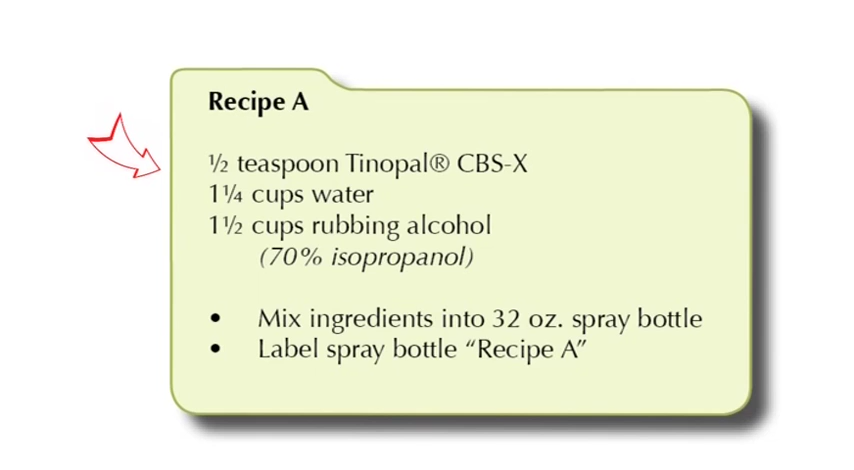 Recipe A
½ teaspoon Tinopal® CBS-X
1¼ cups water
1½ cups rubbing alcohol
(70% isopropanol)
• Mix ingredients into 32 oz. spray bottle
• Label spray bottle “Recipe A”